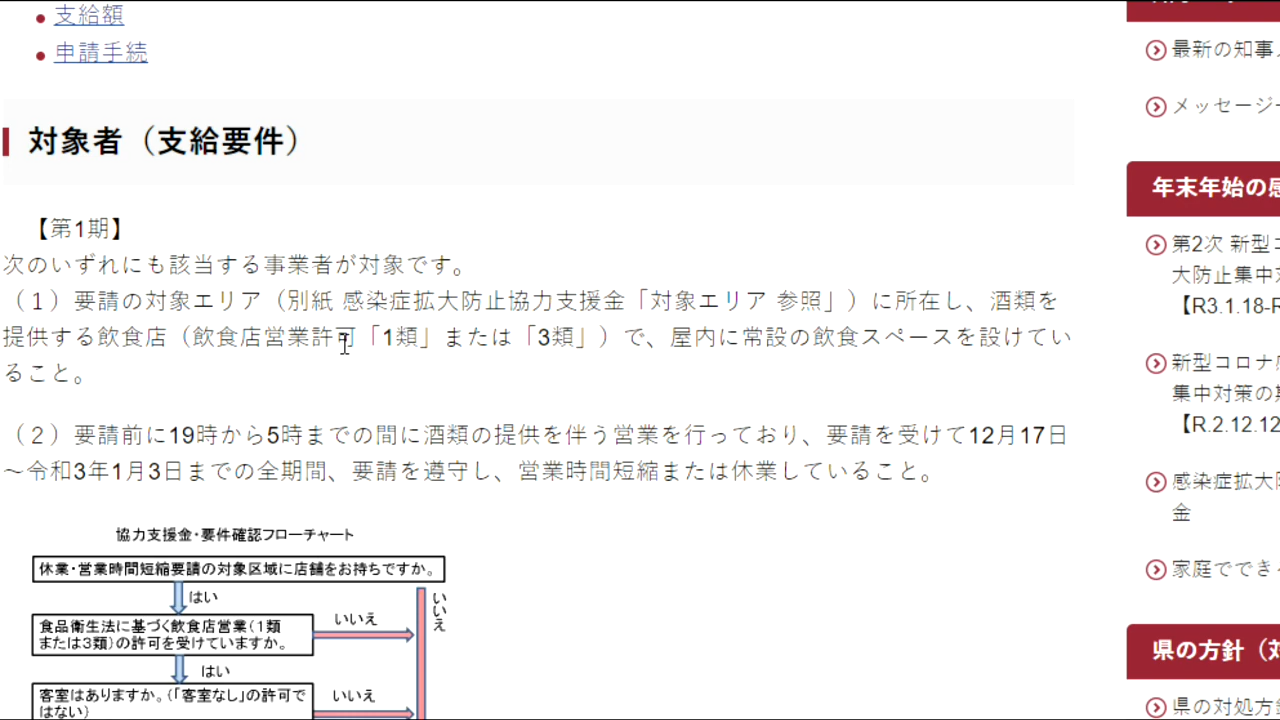 支給額
申請手続
対象者（支給要件）
【第1期】
次のいずれにも該当する事業者が対象です。
（１）要請の対象エリア（別紙 感染症拡大防止協力支援金「対象エリア 参照」）に所在し、酒類を
提供する飲食店（飲食店営業許可「1類」または「3類」）で、屋内に常設の飲食スペースを設けてい
ること。
（２）要請前に19時から5時までの間に酒類の提供を伴う営業を行っており、要請を受けて12月17日
～令和3年1月3日までの全期間、要請を遵守し、営業時間短縮または休業していること。
協力支援金・要件確認フローチャート
休業・営業時間短縮要請の対象区域に店舗をお持ちですか。
はい
いいえ
食品衛生法に基づく飲食店営業（1類
または3類）の許可を受けていますか。
いいえ
はい
客室はありますか。（「客室なし」の許可で
はない）
いいえ
最新の知事
メッセージ
年末年始の
第2次 新型
大防止集中
【R3.1.18-
新型コロナ
集中対策の
【R.2.12.12
感染症拡大
金
家庭ででき
県の方針（
県の対処方